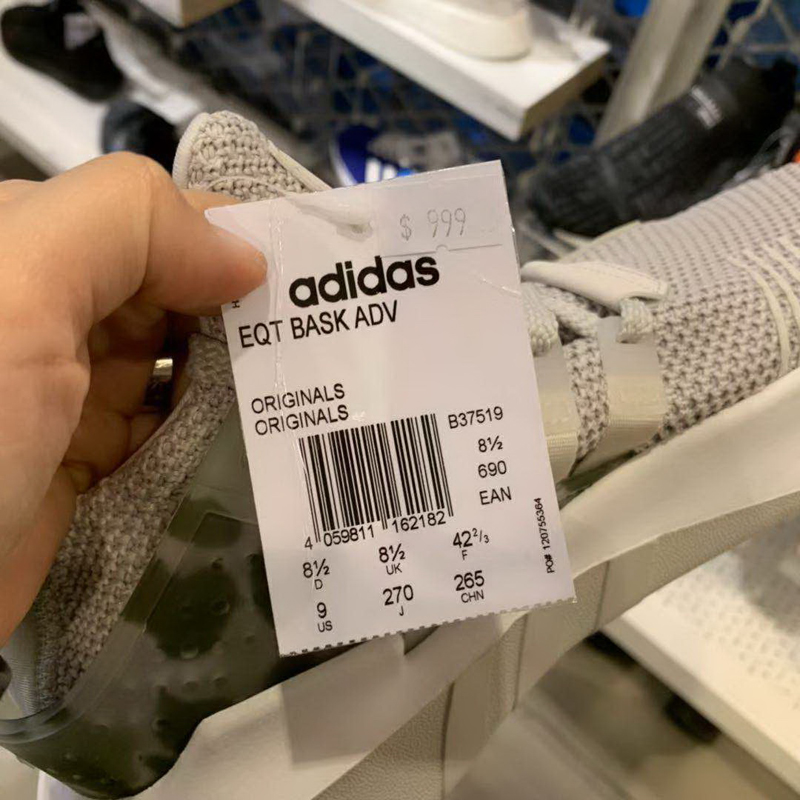 $ 999
adidas
EQT BASK ADV
ORIGINALS
ORIGINALS
B37519
8½
690
EAN
4 059811 162182
8½ 8½ 42²/³
D UK F
9 270 265
US J CHN
PO# 120755364